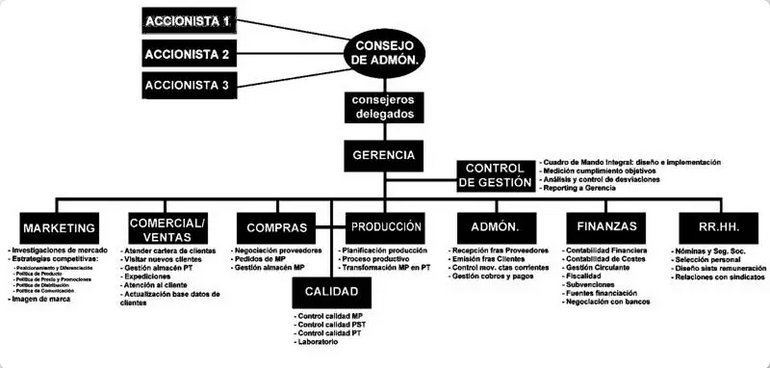 ACCIONISTA 1
ACCIONISTA 2
ACCIONISTA 3
CONSEJO
DE ADMÓN.
consejeros
delegados
GERENCIA
CONTROL
DE GESTIÓN
- Cuadro de Mando Integral: diseño e implementación
- Medición cumplimiento objetivos
- Análisis y control de desviaciones
- Reporting a Gerencia
MARKETING
- Investigaciones de mercado
- Estrategias competitivas:
- Posicionamiento y Diferenciación
- Política de Producto
- Política de Precio y Promociones
- Política de Distribución
- Política de Comunicación
- Imagen de marca
COMERCIAL/
VENTAS
- Atender cartera de clientes
- Visitar nuevos clientes
- Gestión almacén PT
- Expediciones
- Atención al cliente
- Actualización base datos de
clientes
COMPRAS
- Negociación proveedores
- Pedidos de MP
- Gestión almacén MP
PRODUCCIÓN
- Planificación producción
- Proceso productivo
- Transformación MP en PT
CALIDAD
- Control calidad MP
- Control calidad PST
- Control calidad PT
- Laboratorio
ADMÓN.
- Recepción fras Proveedores
- Emisión fras Clientes
- Control mov. ctas corrientes
- Gestión cobros y pagos
FINANZAS
- Contabilidad Financiera
- Contabilidad de Costes
- Gestión Circulante
- Fiscalidad
- Subvenciones
- Fuentes financiación
- Negociación con bancos
RR.HH.
- Nóminas y Seg. Soc.
- Selección personal
- Diseño sista remuneración
- Relaciones con sindicatos